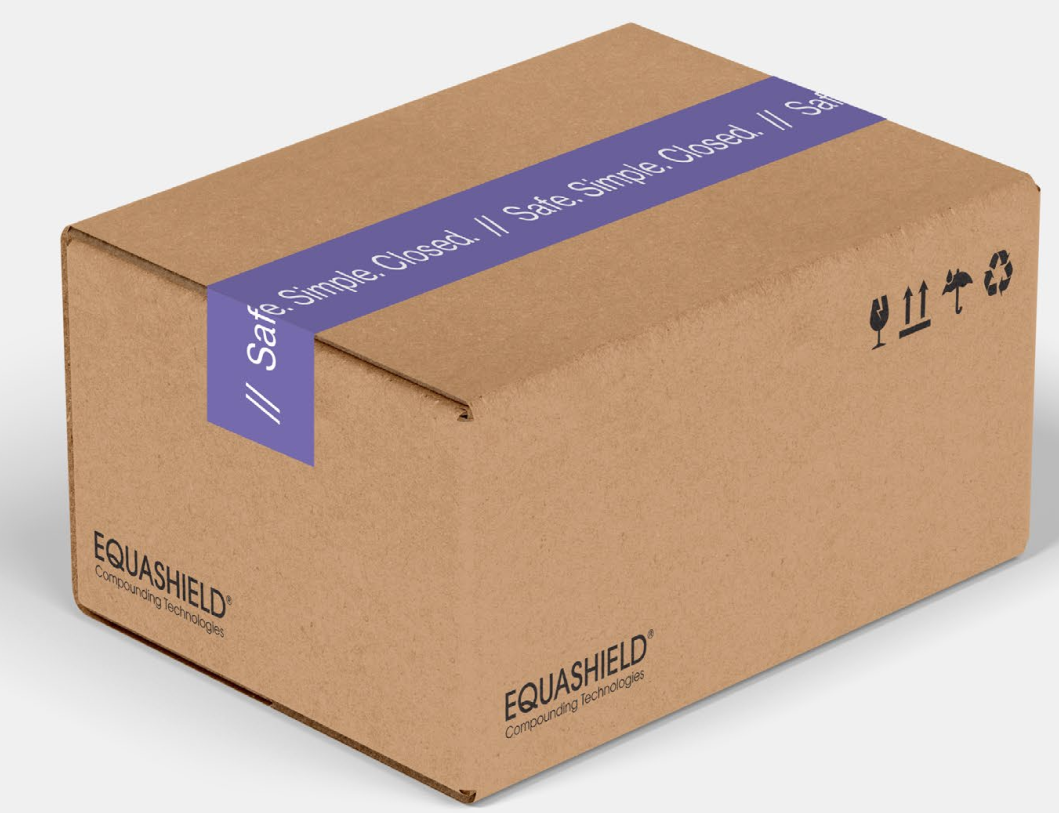 // Safe. Simple. Closed. // Safe. Simple. Closed. // Saf
EQUASHIELD®
Compounding Technologies
EQUASHIELD®
Compounding Technologies